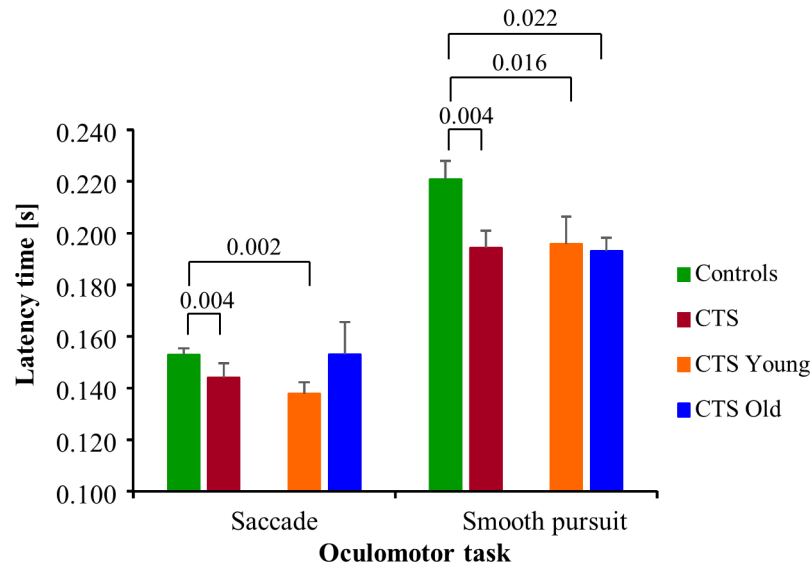 0.022
0.016
0.004
0.240
0.220
0.200
0.180
0.160
0.140
0.120
0.100
Latency time [s]
0.002
0.004
Controls
CTS
CTS Young
CTS Old
Saccade
Smooth pursuit
Oculomotor task